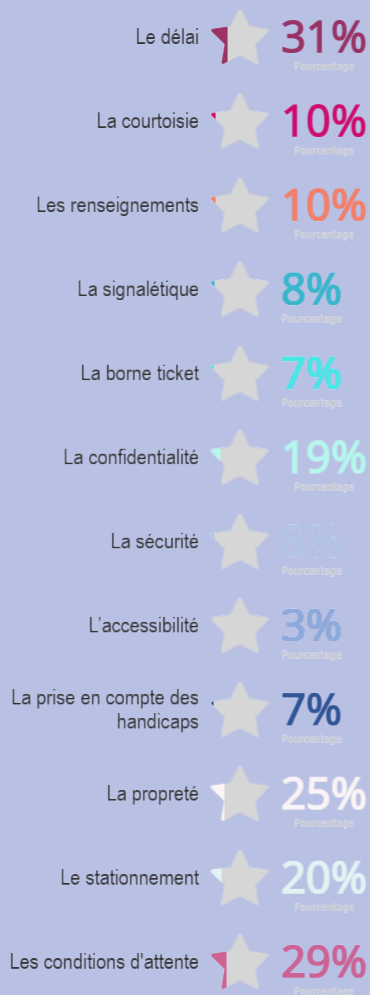 Le délai 31%
Pourcentage
La courtoisie 10%
Pourcentage
Les renseignements 10%
Pourcentage
La signalétique 8%
Pourcentage
La borne ticket 7%
Pourcentage
La confidentialité 19%
Pourcentage
La sécurité
Pourcentage
L'accessibilité 3%
Pourcentage
La prise en compte des
handicaps 7%
Pourcentage
La propreté 25%
Pourcentage
Le stationnement 20%
Pourcentage
Les conditions d'attente 29%
Pourcentage